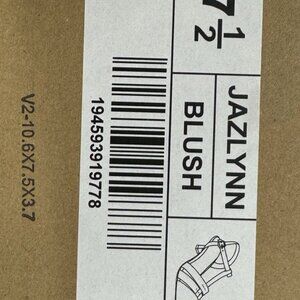 7 1/2
JAZLYNN
BLUSH
194593919778
V2-10.6X7.5X3.7